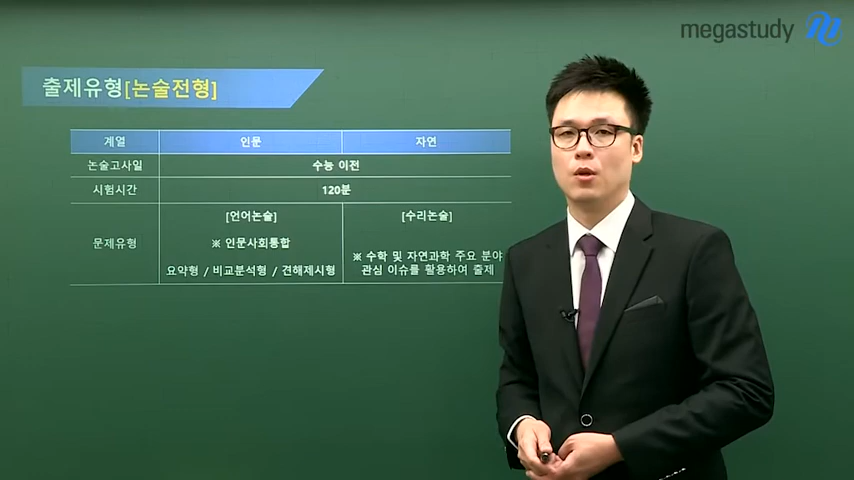 megastudy
출제유형[논술전형]
계열 인문 자연
논술고사일 수능 이전
시험시간 120분
문제유형
[언어논술]
※ 인문사회통합
요약형 / 비교분석형 / 견해제시형
[수리논술]
※ 수학 및 자연과학 주요 분야
관심 이슈를 활용하여 출제